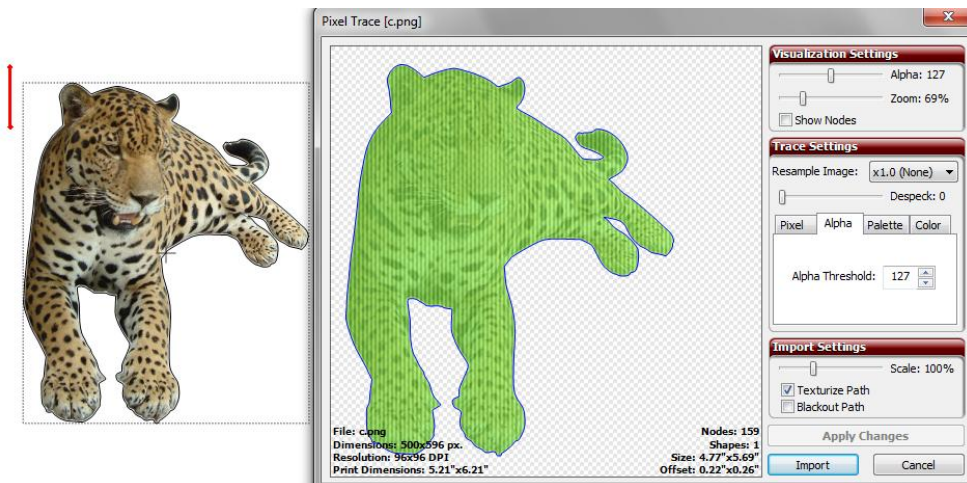 Pixel Trace [c.png]
Visualization Settings
Alpha: 127
Zoom: 69%
Show Nodes
Trace Settings
Resample Image: x1.0 (None)
Despeck: 0
Pixel Alpha Palette Color
Alpha Threshold: 127
Import Settings
Scale: 100%
Texturize Path
Blackout Path
Apply Changes
Import Cancel
File: c.png
Dimensions: 500x596 px.
Resolution: 96x96 DPI
Print Dimensions: 5.21"x6.21"
Nodes: 159
Shapes: 1
Size: 4.77"x5.69"
Offset: 0.22"x0.26"